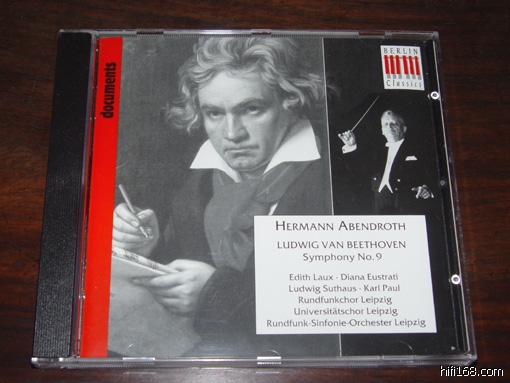 documents
BERLIN
Classics
HERMANN ABENDROTH
LUDWIG VAN BEETHOVEN
Symphony No. 9
Edith Laux · Diana Eustrati
Ludwig Suthaus · Karl Paul
Rundfunkchor Leipzig
Universitätschor Leipzig
Rundfunk-Sinfonie-Orchester Leipzig
hifi168.com